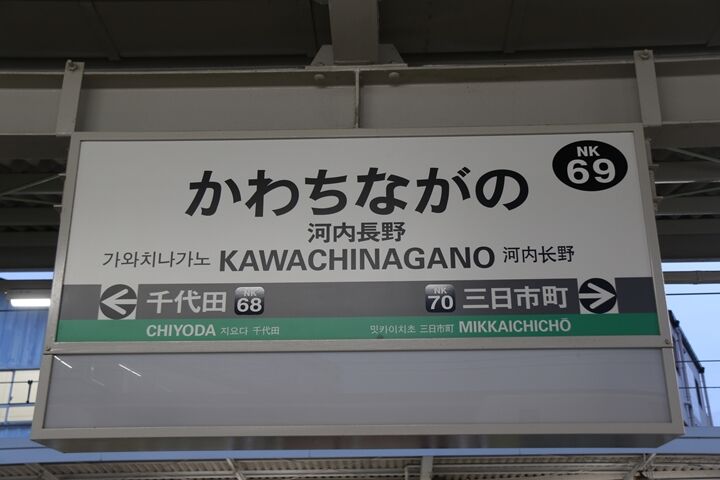 NK
69
かわちながの
河内長野
가와치나가노 KAWACHINAGANO 河内长野
千代田 NK 68 NK 70 三日市町
CHIYODA 지요다 千代田 밋카이치초 三日市町 MIKKAICHICHŌ